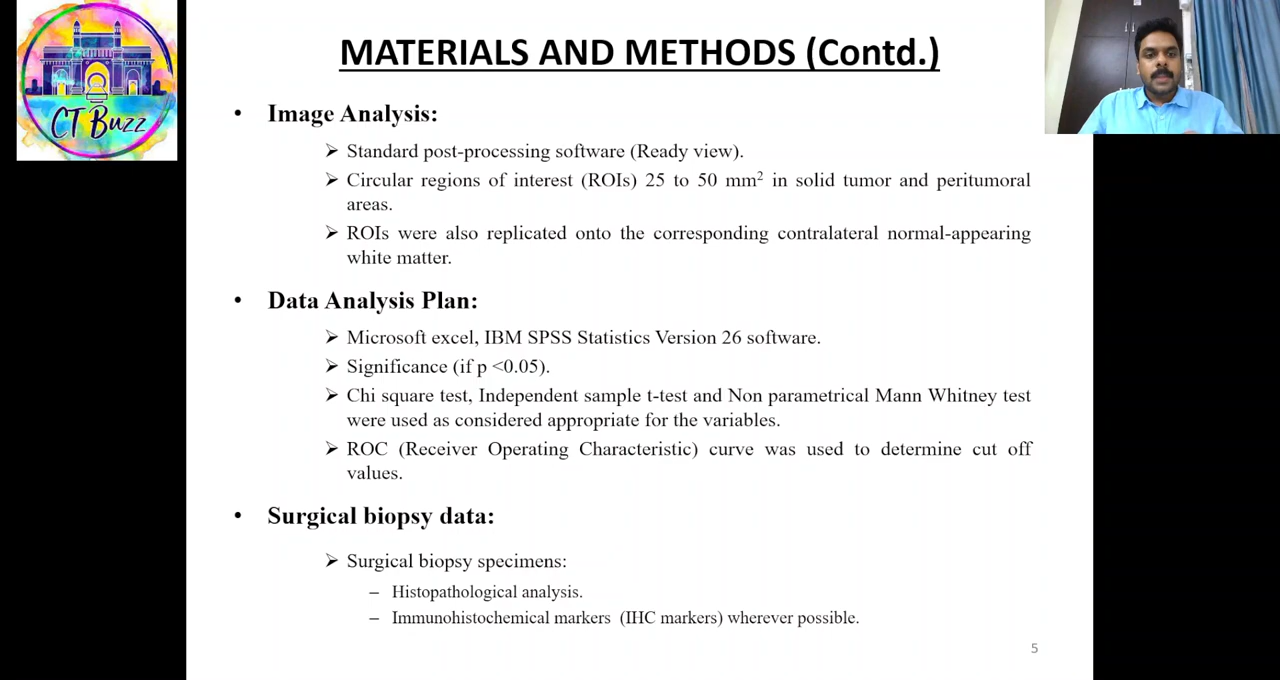 MATERIALS AND METHODS (Contd.)
CT Buzz
• Image Analysis:
➢ Standard post-processing software (Ready view).
➢ Circular regions of interest (ROIs) 25 to 50 mm² in solid tumor and peritumoral
areas.
➢ ROIs were also replicated onto the corresponding contralateral normal-appearing
white matter.
• Data Analysis Plan:
➢ Microsoft excel, IBM SPSS Statistics Version 26 software.
➢ Significance (if p <0.05).
➢ Chi square test, Independent sample t-test and Non parametrical Mann Whitney test
were used as considered appropriate for the variables.
➢ ROC (Receiver Operating Characteristic) curve was used to determine cut off
values.
• Surgical biopsy data:
➢ Surgical biopsy specimens:
– Histopathological analysis.
– Immunohistochemical markers (IHC markers) wherever possible.
5